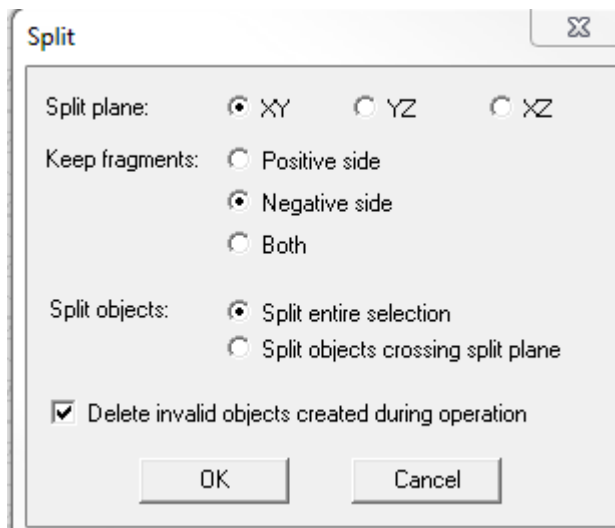 Split
Split plane: XY YZ XZ
Keep fragments: Positive side
Negative side
Both
Split objects: Split entire selection
Split objects crossing split plane
Delete invalid objects created during operation
OK Cancel